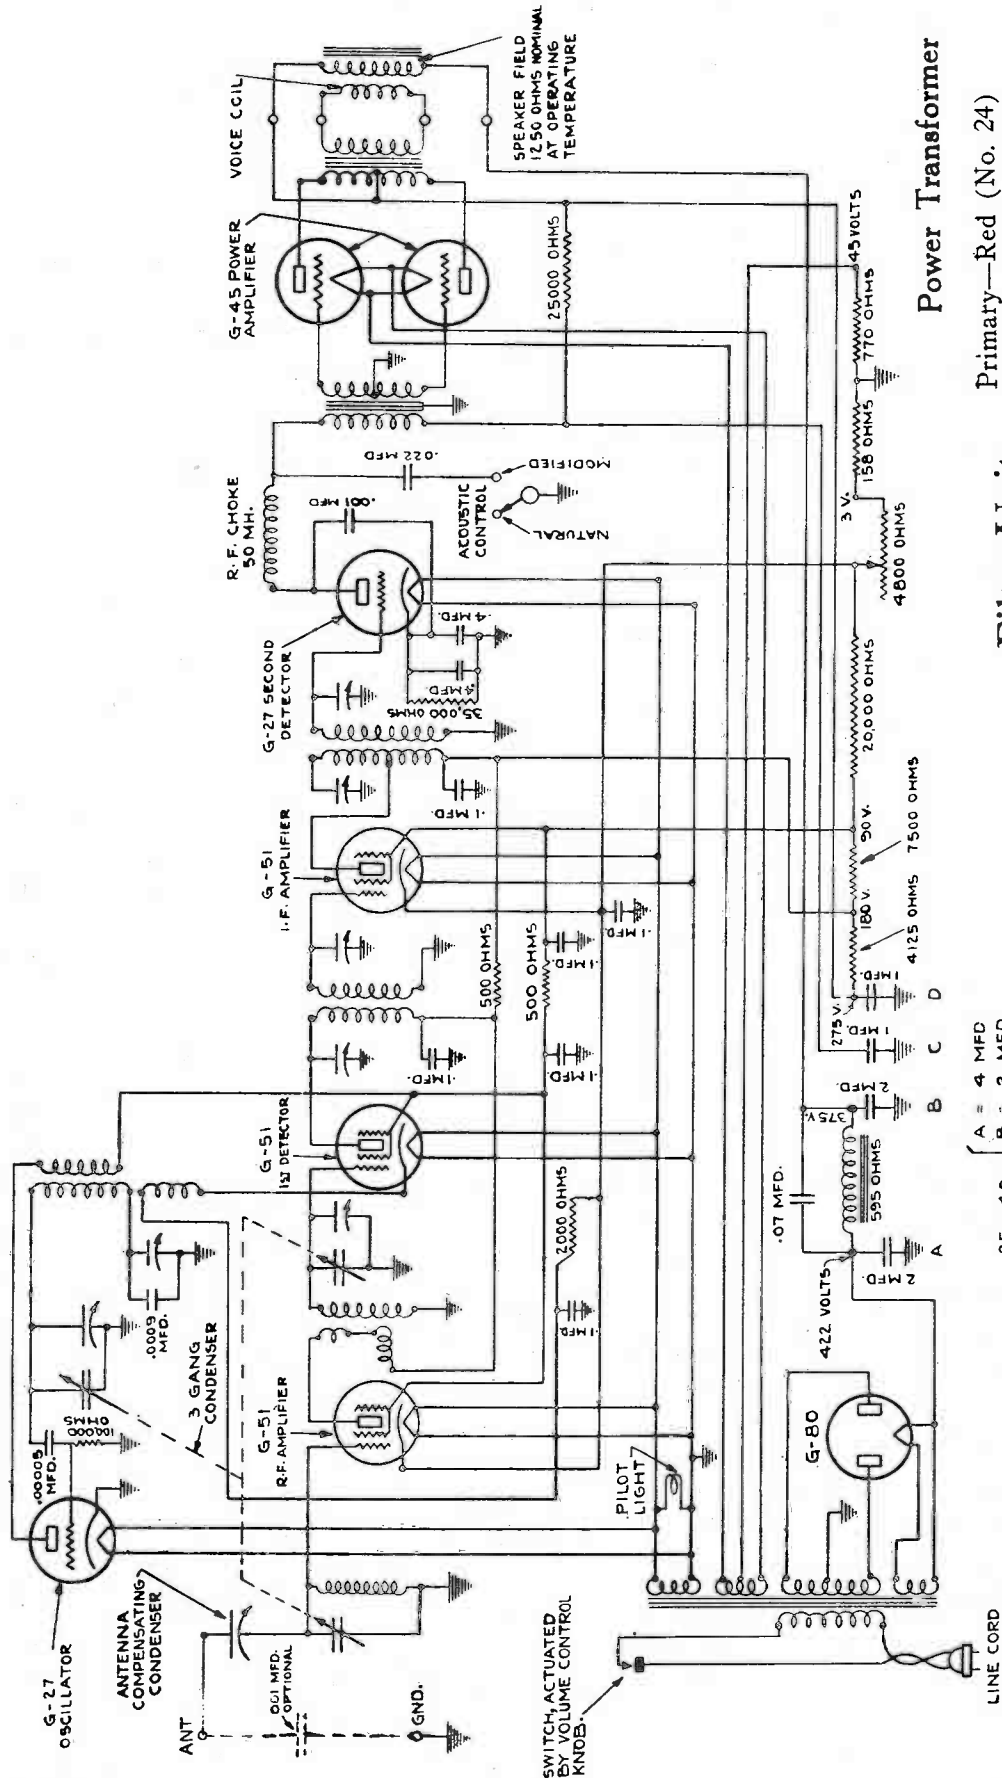 G-27
OSCILLATOR
.00005
MFD.
100,000
OHMS
3 GANG
CONDENSER
.0009
MFD.
ANTENNA
COMPENSATING
CONDENSER
ANT
.001 MFD.
OPTIONAL
GND.
G-51
R.F. AMPLIFIER
.1 MFD.
2000 OHMS
G-51
1ST DETECTOR
.1 MFD.
.1 MFD.
500 OHMS
500 OHMS
.1 MFD.
.1 MFD.
G-51
I.F. AMPLIFIER
.1 MFD.
G-27 SECOND
DETECTOR
35,000 OHMS
.4 MFD.
.4 MFD.
R.F. CHOKE
50 MH.
.001 MFD
.022 MFD
ACOUSTIC
CONTROL
NATURAL
MODIFIED
G-45 POWER
AMPLIFIER
VOICE COIL
SPEAKER FIELD
1250 OHMS NOMINAL
AT OPERATING
TEMPERATURE
25000 OHMS
PILOT
LIGHT
SWITCH, ACTUATED
BY VOLUME CONTROL
KNOB.
LINE CORD
G-80
422 VOLTS
.07 MFD.
595 OHMS
375V.
2 MFD.
A
2 MFD.
B
1 MFD.
C
275 V.
1 MFD.
D
4125 OHMS
180 V.
7500 OHMS
90 V.
20,000 OHMS
4800 OHMS
3 V.
158 OHMS
770 OHMS
45 VOLTS
A = 4 MFD
Power Transformer
Primary—Red (No. 24)